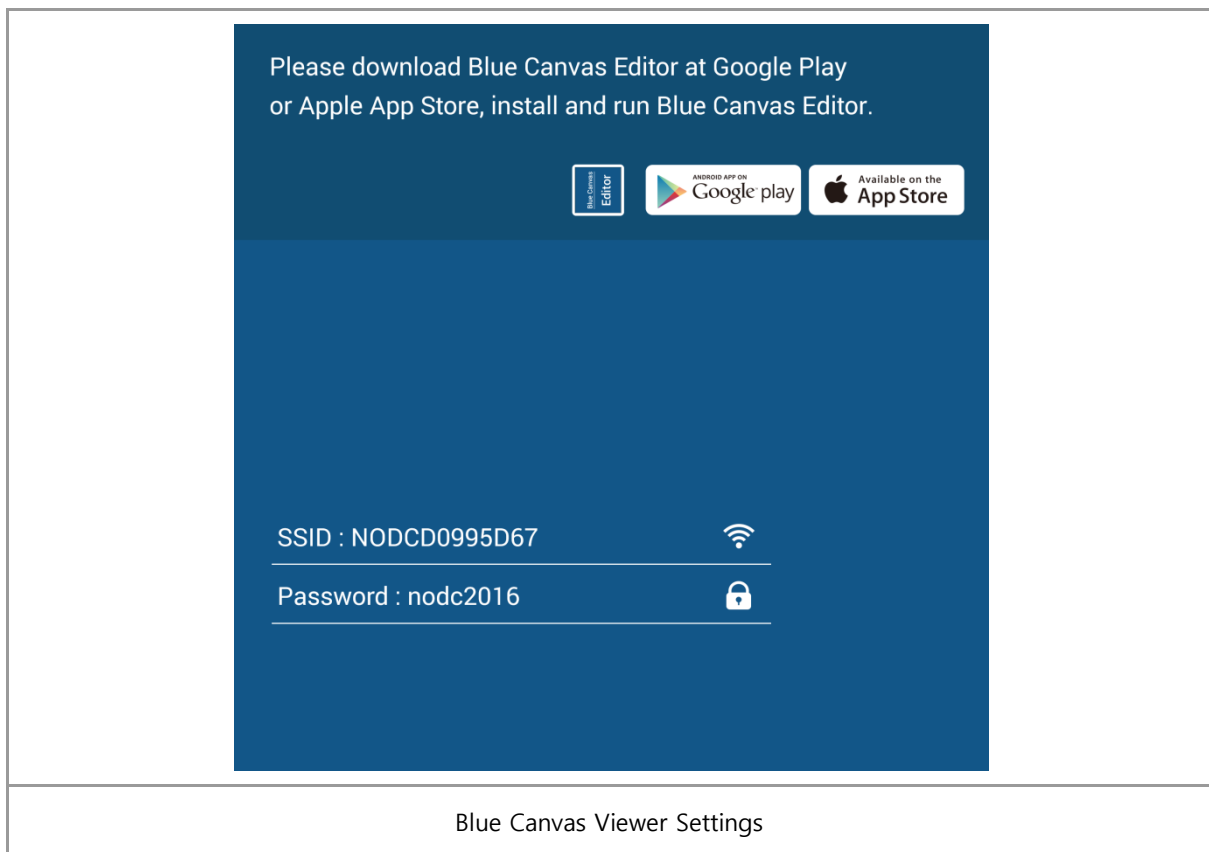 Please download Blue Canvas Editor at Google Play
or Apple App Store, install and run Blue Canvas Editor.
Blue Canvas
Editor
ANDROID APP ON
Google play
Available on the
App Store
SSID : NODCD0995D67
Password : nodc2016
Blue Canvas Viewer Settings